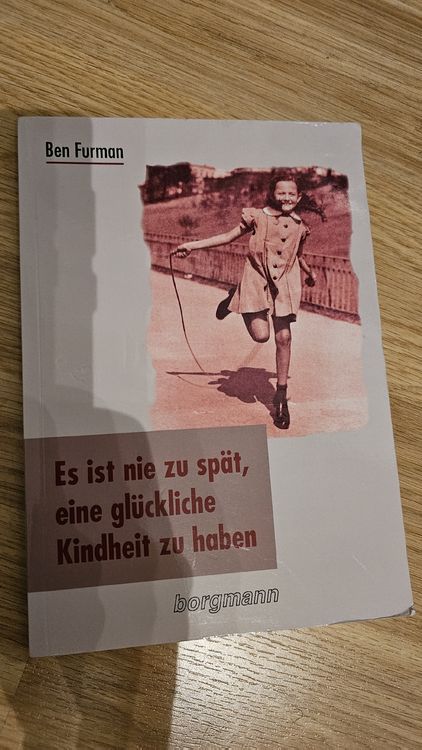 Ben Furman
Es ist nie zu spät,
eine glückliche
Kindheit zu haben
borgmann